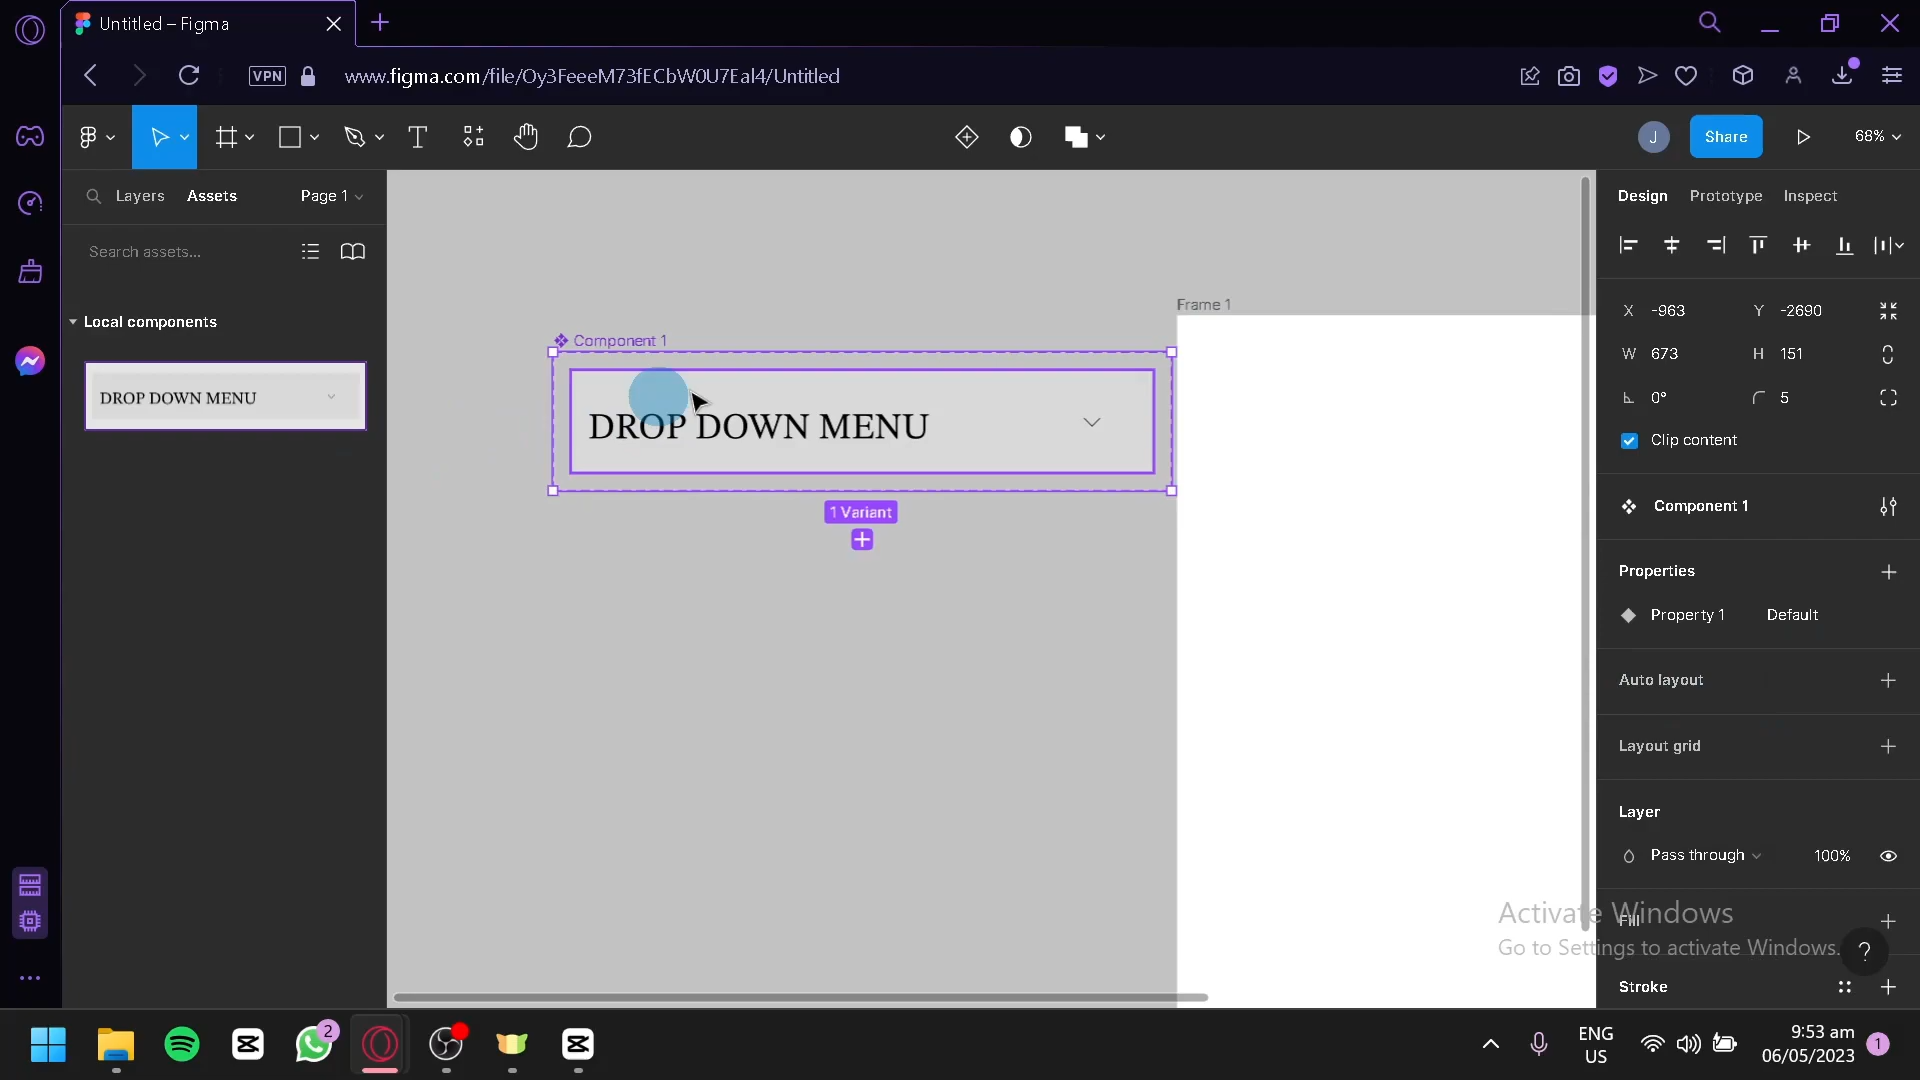 Untitled – Figma
VPN
www.figma.com/file/Oy3FeeeM73fECbW0U7Eal4/Untitled
J
Share
68%
Layers
Assets
Page 1
Search assets...
Local components
DROP DOWN MENU
Component 1
DROP DOWN MENU
1 Variant
Frame 1
Design
Prototype
Inspect
X -963
Y -2690
W 673
H 151
0°
5
Clip content
Component 1
Properties
Property 1
Default
Auto layout
Layout grid
Layer
Pass through
100%
Fill
Activate Windows
Go to Settings to activate Windows.
?
Stroke
2
ENG
US
9:53 am
06/05/2023
1